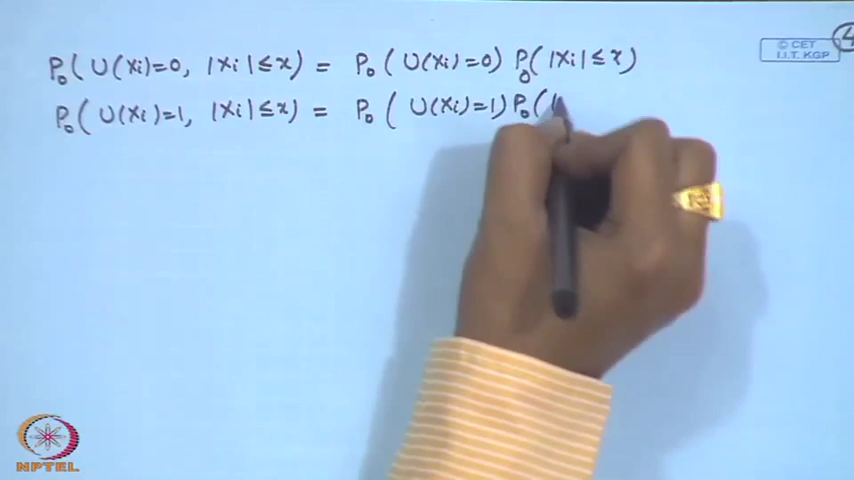 P₀( U(Xi)=0, |Xi| ≤ x) = P₀ ( U(Xi)=0) P₀( |Xi| ≤ x)
P₀( U(Xi)=1, |Xi| ≤ x) = P₀ ( U(Xi)=1) P₀ ( |
4
© CET
I.I.T. KGP
NPTEL